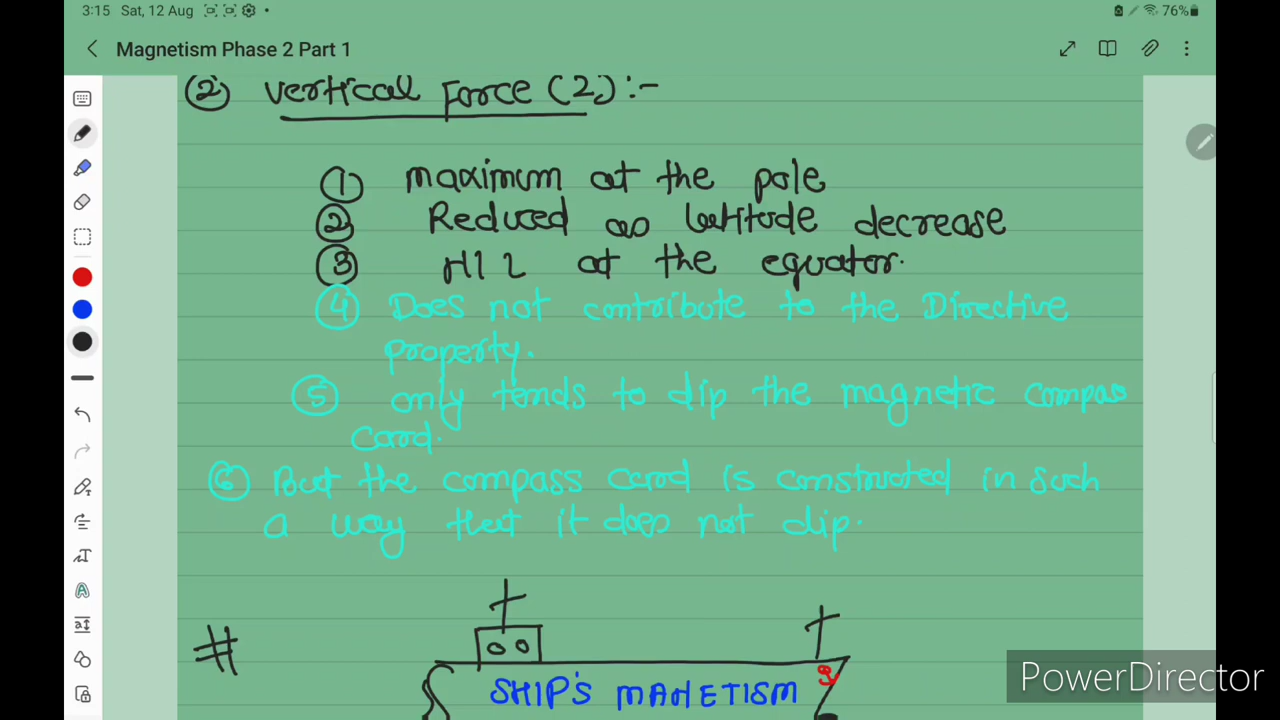 3:15 Sat, 12 Aug
76%
Magnetism Phase 2 Part 1
② Vertical Force (Z) :-
① maximum at the pole
② Reduced as latitude decrease
③ NIL at the equator.
④ Does not contribute to the Directive
property.
⑤ only tends to dip the magnetic compas
Card.
⑥ But the compass card is constructed in such
a way that it does not dip.
#
SHIP'S MANETISM
PowerDirector